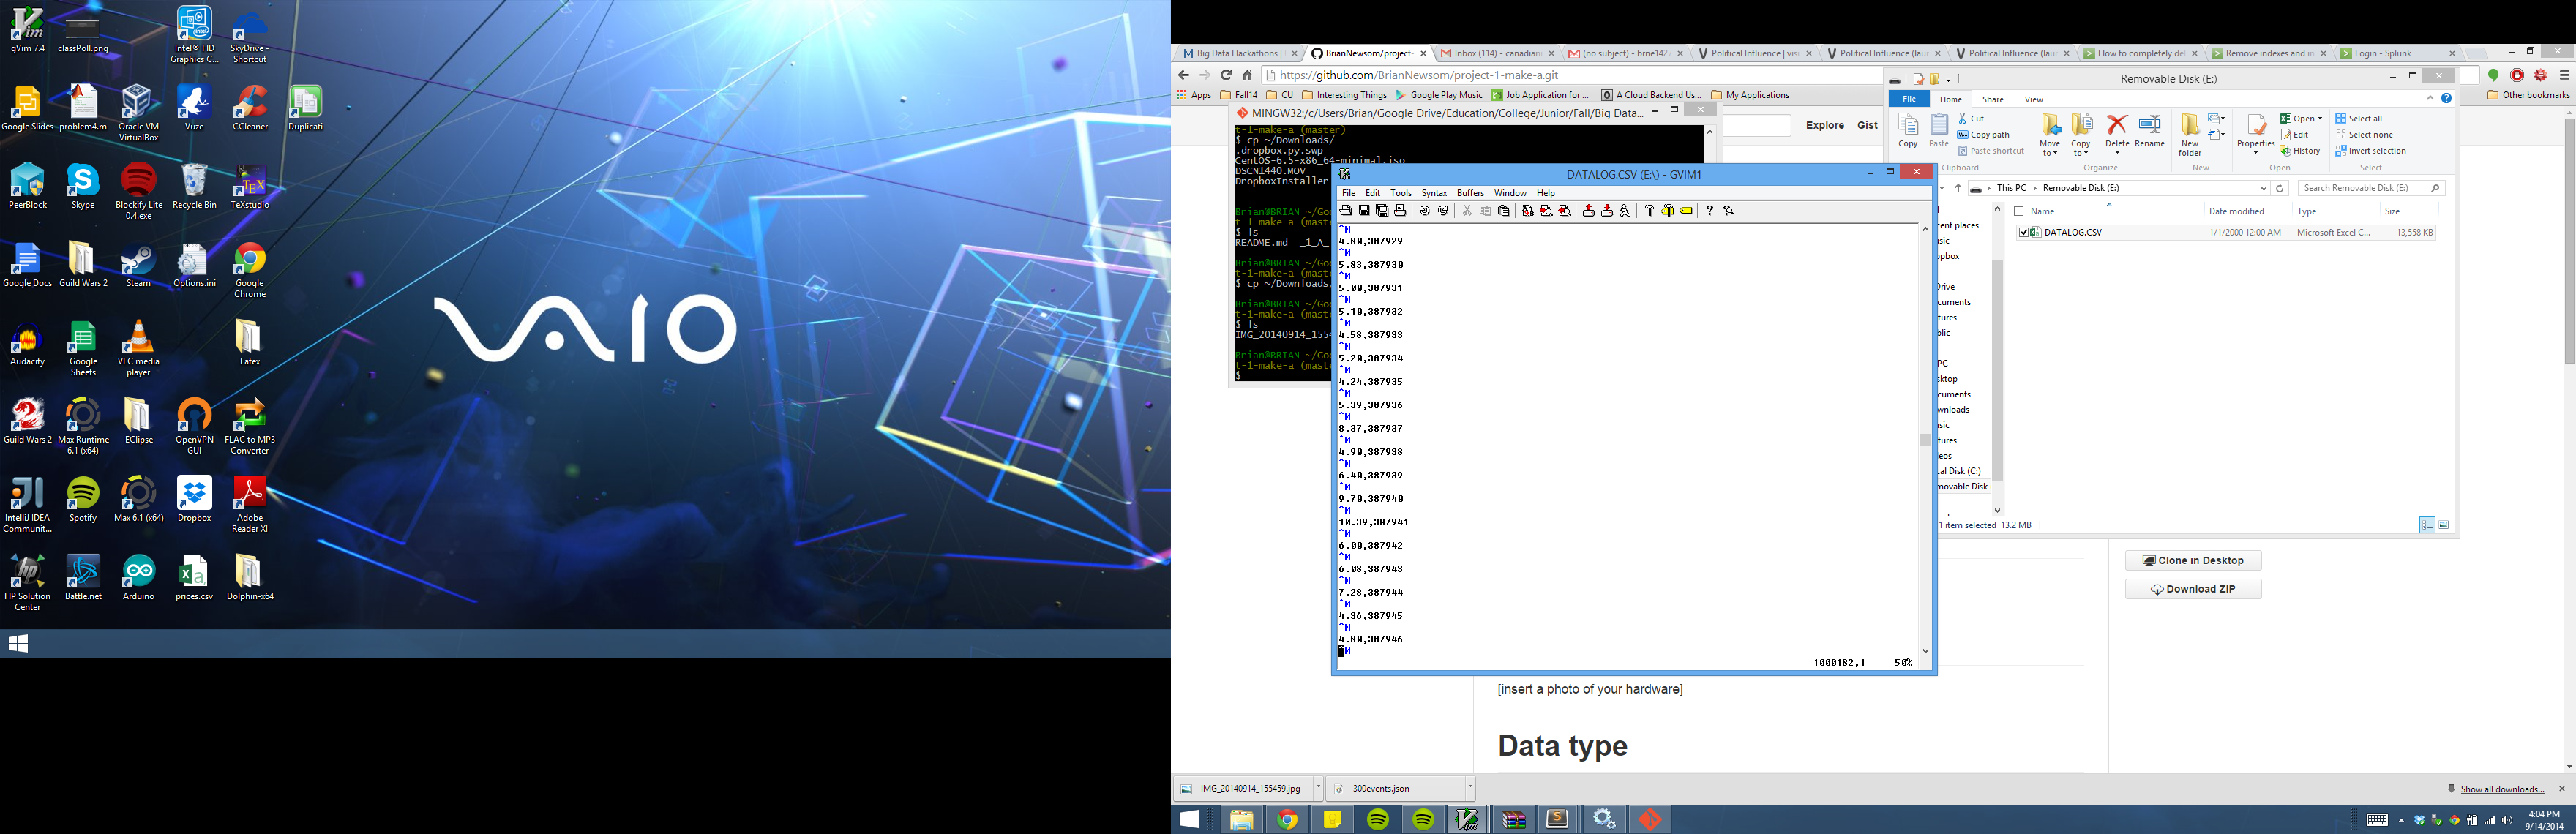 gVim 7.4
classPoll.png
Intel® HD
Graphics C...
SkyDrive -
Shortcut
Google Slides
problem4.m
Oracle VM
VirtualBox
Vuze
CCleaner
Duplicati
PeerBlock
Skype
Blockify Lite
0.4.exe
Recycle Bin
TeXstudio
Google Docs
Guild Wars 2
Steam
Options.ini
Google
Chrome
Audacity
Google
Sheets
VLC media
player
Latex
Guild Wars 2
Max Runtime
6.1 (x64)
EClipse
OpenVPN
GUI
FLAC to MP3
Converter
IntelliJ IDEA
Communit...
Spotify
Max 6.1 (x64)
Dropbox
Adobe
Reader XI
HP Solution
Center
Battle.net
Arduino
prices.csv
Dolphin-x64
VAIO
Big Data Hackathons |
BrianNewsom/project-
Inbox (114) - canadian
(no subject) - brne142
Political Influence | visa
Political Influence (laur
Political Influence (laur
How to completely del
Remove indexes and in
Login - Splunk
https://github.com/BrianNewsom/project-1-make-a.git
Apps
Fall14
CU
Interesting Things
Google Play Music
Job Application for ...
A Cloud Backend Us...
My Applications
Other bookmarks
Explore
Gist
MINGW32:/c/Users/Brian/Google Drive/Education/College/Junior/Fall/Big Data...
t-1-make-a (master)
$ cp ~/Downloads/
.dropbox.py.swp
CentOS-6.5-x86_64-minimal.iso
DSCN1440.MOV
DropboxInstaller
Brian@BRIAN ~/Goo
t-1-make-a (maste
$ ls
README.md _1_A_
Brian@BRIAN ~/Goo
t-1-make-a (maste
$ cp ~/Downloads/
Brian@BRIAN ~/Goo
t-1-make-a (maste
$ ls
IMG_20140914_1554
Brian@BRIAN ~/Goo
t-1-make-a (maste
$
DATALOG.CSV (E:\) - GVIM1
File Edit Tools Syntax Buffers Window Help
^M
4.80,387929
^M
5.83,387930
^M
5.00,387931
^M
5.10,387932
^M
4.58,387933
^M
5.20,387934
^M
4.24,387935
^M
5.39,387936
^M
8.37,387937
^M
4.90,387938
^M
6.40,387939
^M
9.70,387940
^M
10.39,387941
^M
6.00,387942
^M
6.08,387943
^M
7.28,387944
^M
4.36,387945
^M
4.80,387946
^M
1000182,1 50%
Removable Disk (E:)
File Home Share View
Copy
Paste
Cut
Copy path
Paste shortcut
Clipboard
Move
to
Copy
to
Delete
Rename
Organize
New
folder
New
Properties
Open
Edit
History
Open
Select all
Select none
Invert selection
Select
This PC
Removable Disk (E:)
Search Removable Disk (E:)
Name Date modified Type Size
DATALOG.CSV 1/1/2000 12:00 AM Microsoft Excel C... 13,558 KB
cent places
sic
pbox
Drive
cuments
tures
blic
PC
sktop
cuments
wnloads
sic
tures
eos
cal Disk (C:)
movable Disk (
1 item selected 13.2 MB
Clone in Desktop
Download ZIP
[insert a photo of your hardware]
Data type
IMG_20140914_155459.jpg
300events.json
Show all downloads...
4:04 PM
9/14/2014